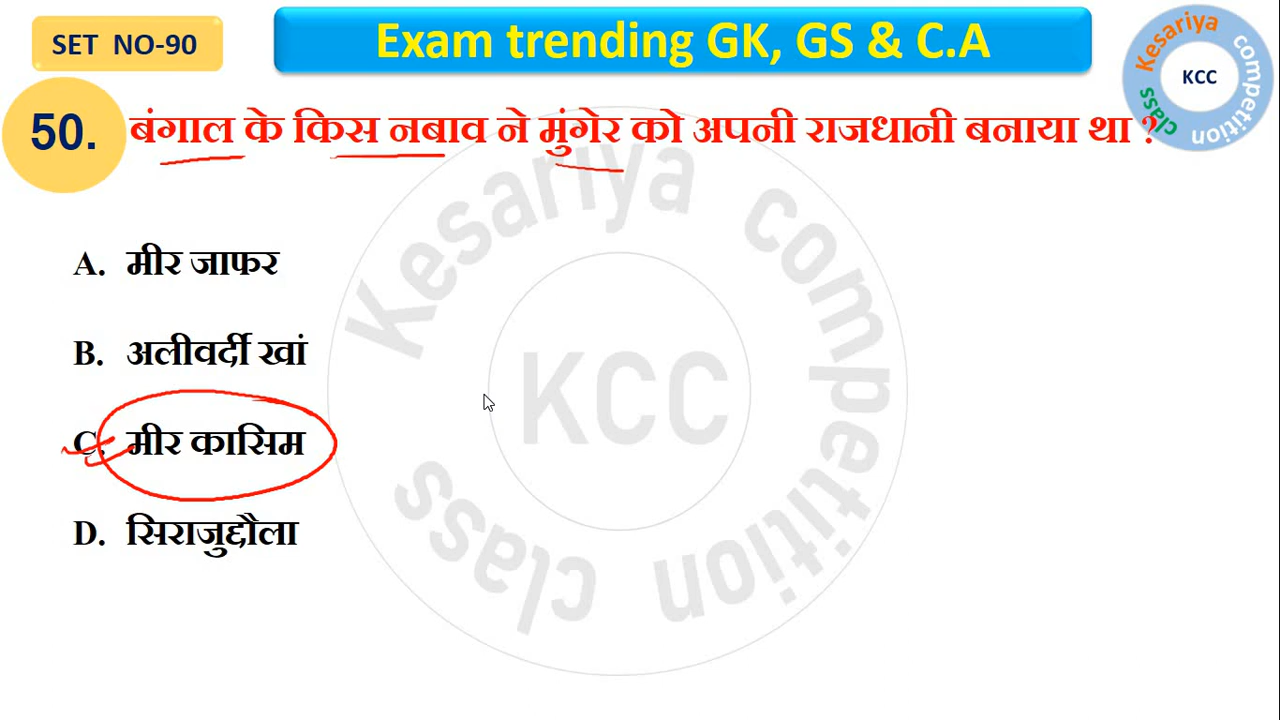 SET NO-90
Exam trending GK, GS & C.A
Kesariya competition class
KCC
50. बंगाल के किस नबाव ने मुंगेर को अपनी राजधानी बनाया था ?
A. मीर जाफर
B. अलीवर्दी खां
C. मीर कासिम
D. सिराजुद्दौला
Kesariya competition class
KCC